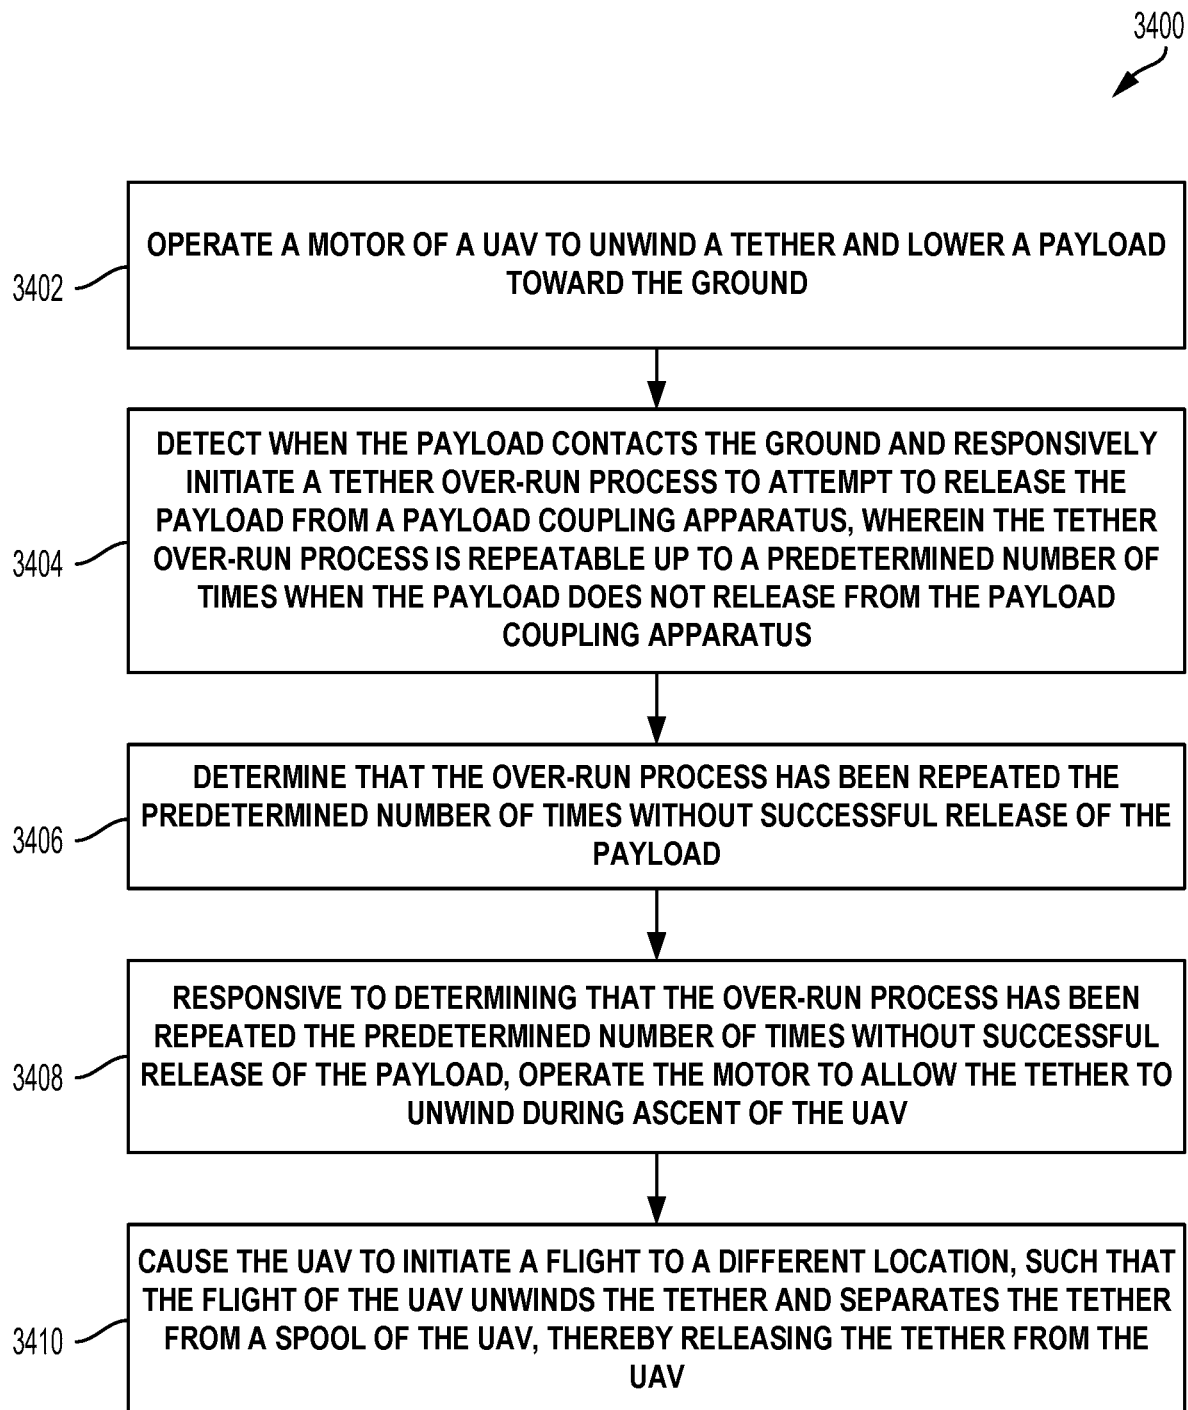 3400
OPERATE A MOTOR OF A UAV TO UNWIND A TETHER AND LOWER A PAYLOAD
TOWARD THE GROUND
3402
DETECT WHEN THE PAYLOAD CONTACTS THE GROUND AND RESPONSIVELY
INITIATE A TETHER OVER-RUN PROCESS TO ATTEMPT TO RELEASE THE
PAYLOAD FROM A PAYLOAD COUPLING APPARATUS, WHEREIN THE TETHER
OVER-RUN PROCESS IS REPEATABLE UP TO A PREDETERMINED NUMBER OF
TIMES WHEN THE PAYLOAD DOES NOT RELEASE FROM THE PAYLOAD
COUPLING APPARATUS
3404
DETERMINE THAT THE OVER-RUN PROCESS HAS BEEN REPEATED THE
PREDETERMINED NUMBER OF TIMES WITHOUT SUCCESSFUL RELEASE OF THE
PAYLOAD
3406
RESPONSIVE TO DETERMINING THAT THE OVER-RUN PROCESS HAS BEEN
REPEATED THE PREDETERMINED NUMBER OF TIMES WITHOUT SUCCESSFUL
RELEASE OF THE PAYLOAD, OPERATE THE MOTOR TO ALLOW THE TETHER TO
UNWIND DURING ASCENT OF THE UAV
3408
CAUSE THE UAV TO INITIATE A FLIGHT TO A DIFFERENT LOCATION, SUCH THAT
THE FLIGHT OF THE UAV UNWINDS THE TETHER AND SEPARATES THE TETHER
FROM A SPOOL OF THE UAV, THEREBY RELEASING THE TETHER FROM THE
UAV
3410